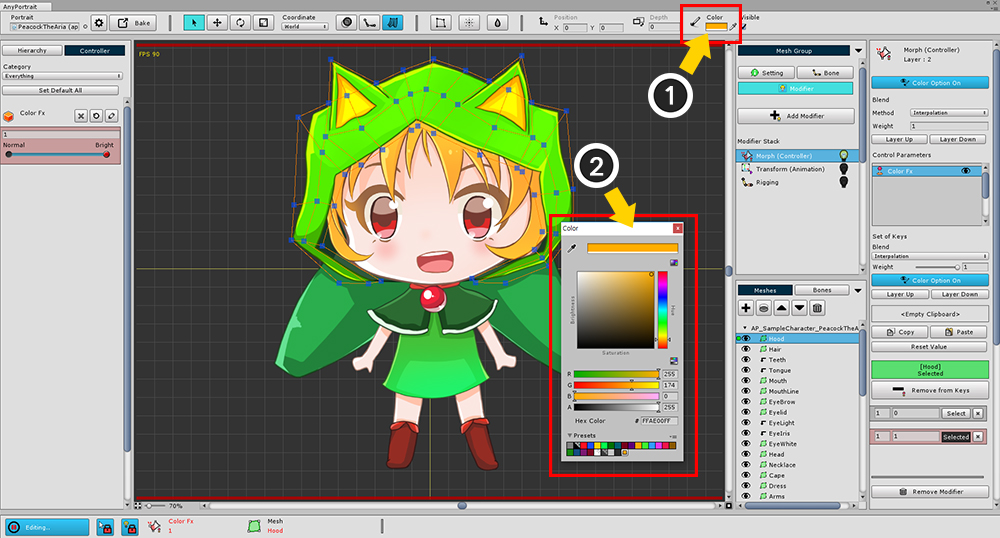 AnyPortrait
Portrait
PeacockTheAria (ap
Bake
Coordinate
World
Position
X 0 Y 0
Depth
0
Color
Visible
1
2
Hierarchy
Controller
Category
Everything
Set Default All
Color Fx
1
Normal Bright
FPS 90
Color
Brightness
Hue
Saturation
R 255
G 174
B 0
A 255
Hex Color # FFAE00FF
Presets
70%
Mesh Group
Setting
Bone
Modifier
Add Modifier
Modifier Stack
Morph (Controller)
Transform (Animation)
Rigging
Meshes
Bones
AP_SampleCharacter_PeacockTheA
Hood
Hair
Teeth
Tongue
Mouth
MouthLine
EyeBrow
Eyelid
EyeLight
EyeIris
EyeWhite
Head
Necklace
Cape
Dress
Arms
Morph (Controller)
Layer : 2
Color Option On
Blend
Method Interpolation
Weight 1
Layer Up Layer Down
Control Parameters
Color Fx
Set of Keys
Blend
Interpolation
Weight 1
Color Option On
Layer Up Layer Down
<Empty Clipboard>
Copy Paste
Reset Value
[Hood]
Selected
Remove from Keys
1 0 Select
1 1 Selected
Remove Modifier
Editing..
Color Fx
1
Mesh
Hood